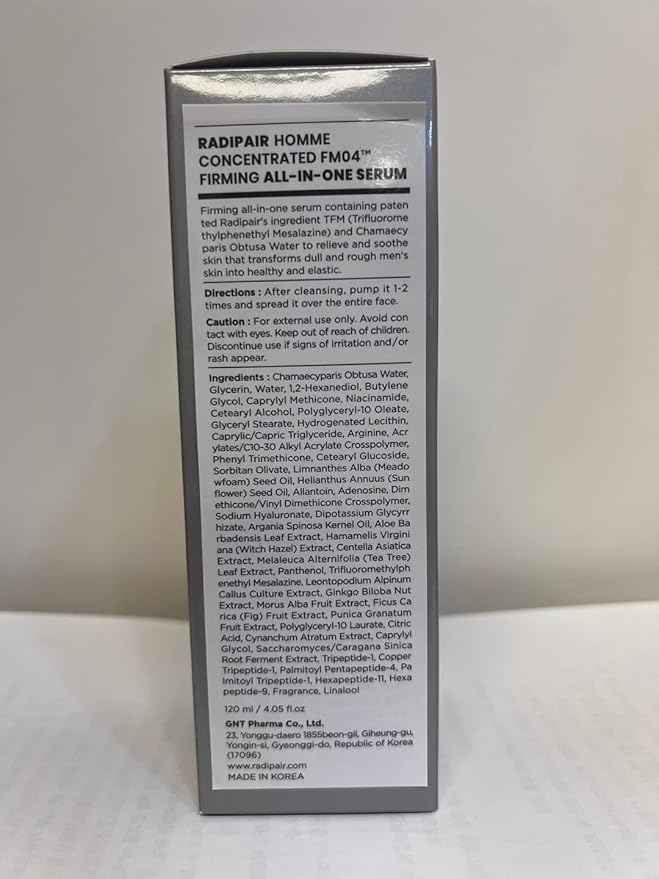 RADIPAIR HOMME
CONCENTRATED FM04™
FIRMING ALL-IN-ONE SERUM
Firming all-in-one serum containing paten
ted Radipair's ingredient TFM (Trifluorome
thylphenethyl Mesalazine) and Chamaecy
paris Obtusa Water to relieve and soothe
skin that transforms dull and rough men's
skin into healthy and elastic.
Directions : After cleansing, pump it 1-2
times and spread it over the entire face.
Caution : For external use only. Avoid con
tact with eyes. Keep out of reach of children.
Discontinue use if signs of irritation and/or
rash appear.
Ingredients : Chamaecyparis Obtusa Water,
Glycerin, Water, 1,2-Hexanediol, Butylene
Glycol, Caprylyl Methicone, Niacinamide,
Cetearyl Alcohol, Polyglyceryl-10 Oleate,
Glyceryl Stearate, Hydrogenated Lecithin,
Caprylic/Capric Triglyceride, Arginine, Acr
ylates/C10-30 Alkyl Acrylate Crosspolymer,
Phenyl Trimethicone, Cetearyl Glucoside,
Sorbitan Olivate, Limnanthes Alba (Meado
wfoam) Seed Oil, Helianthus Annuus (Sun
flower) Seed Oil, Allantoin, Adenosine, Dim
ethicone/Vinyl Dimethicone Crosspolymer,
Sodium Hyaluronate, Dipotassium Glycyrr
hizate, Argania Spinosa Kernel Oil, Aloe Ba
rbadensis Leaf Extract, Hamamelis Virgini
ana (Witch Hazel) Extract, Centella Asiatica
Extract, Melaleuca Alternifolia (Tea Tree)
Leaf Extract, Panthenol, Trifluoromethylph
enethyl Mesalazine, Leontopodium Alpinum
Callus Culture Extract, Ginkgo Biloba Nut
Extract, Morus Alba Fruit Extract, Ficus Ca
rica (Fig) Fruit Extract, Punica Granatum
Fruit Extract, Polyglyceryl-10 Laurate, Citric
Acid, Cynanchum Atratum Extract, Caprylyl
Glycol, Saccharomyces/Caragana Sinica
Root Ferment Extract, Tripeptide-1, Copper
Tripeptide-1, Palmitoyl Pentapeptide-4, Pa
lmitoyl Tripeptide-1, Hexapeptide-11, Hexa
peptide-9, Fragrance, Linalool
120 ml / 4.05 fl.oz
GNT Pharma Co., Ltd.
23, Yonggu-daero 1855beon-gil, Giheung-gu,
Yongin-si, Gyeonggi-do, Republic of Korea
(17096)
www.radipair.com
MADE IN KOREA